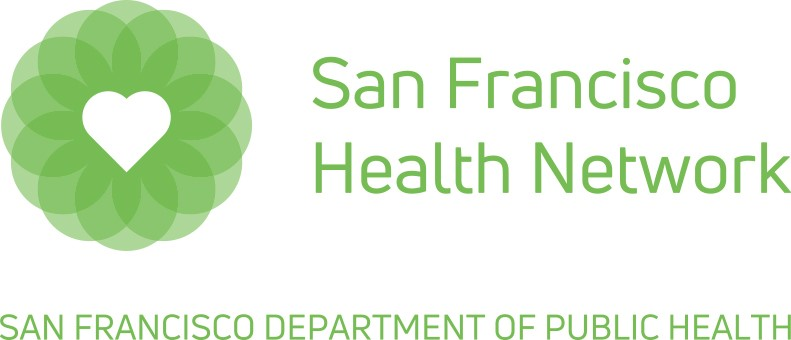 San Francisco
Health Network
SAN FRANCISCO DEPARTMENT OF PUBLIC HEALTH